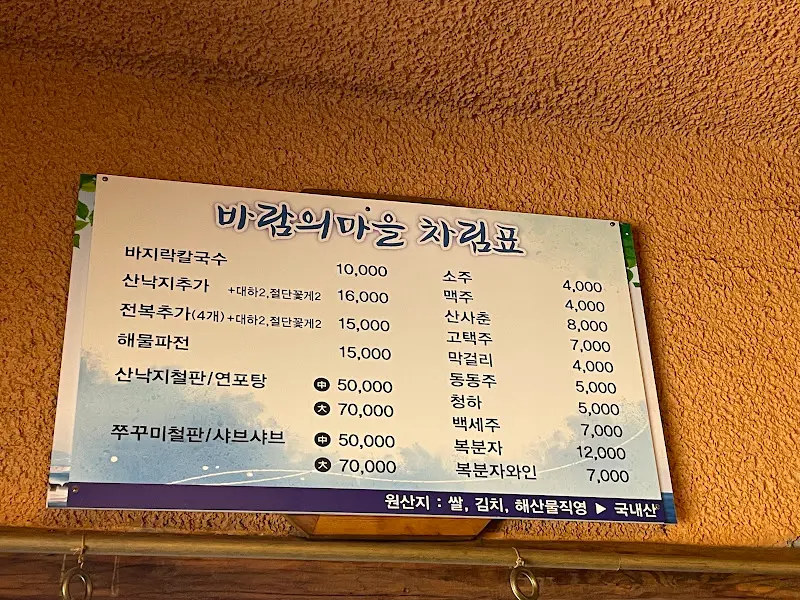 바람의마을 차림표
바지락칼국수 10,000
산낙지추가 +대하2,절단꽃게2 16,000
전복추가(4개)+대하2,절단꽃게2 15,000
해물파전 15,000
산낙지철판/연포탕 中 50,000
大 70,000
쭈꾸미철판/샤브샤브 中 50,000
大 70,000
소주 4,000
맥주 4,000
산사춘 8,000
고택주 7,000
막걸리 4,000
동동주 5,000
청하 5,000
백세주 7,000
복분자 12,000
복분자와인 7,000
원산지 : 쌀, 김치, 해산물직영 ▶ 국내산